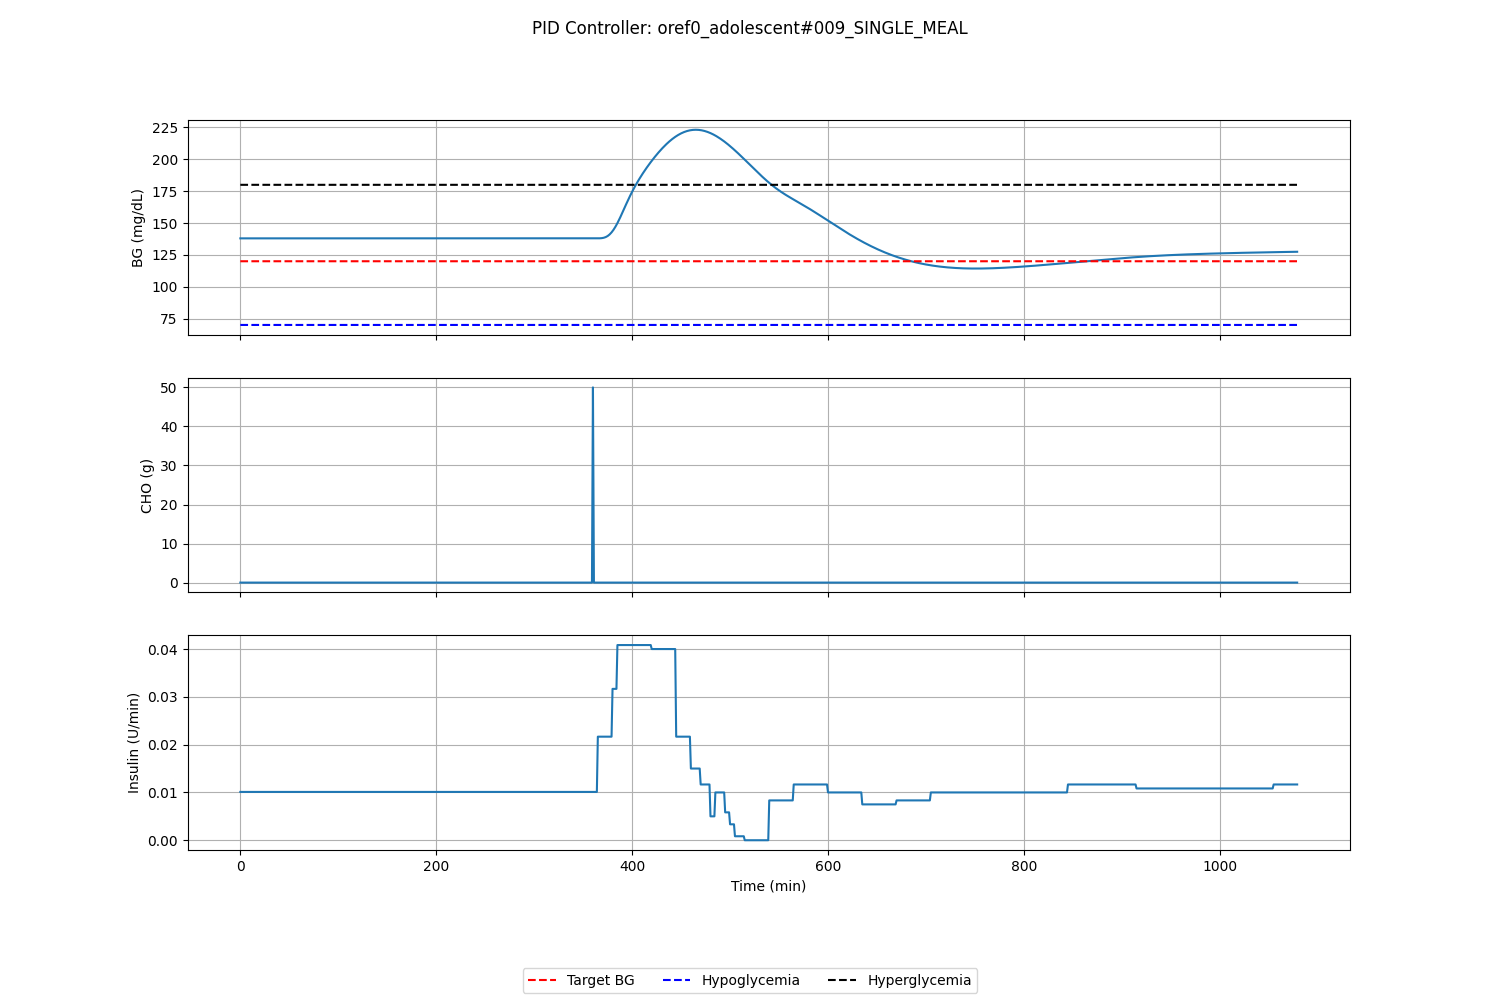 PID Controller: oref0_adolescent#009_SINGLE_MEAL
225
200
175
150
125
100
75
BG (mg/dL)
50
40
30
20
10
0
CHO (g)
0.04
0.03
0.02
0.01
0.00
Insulin (U/min)
0 200 400 600 800 1000
Time (min)
Target BG Hypoglycemia Hyperglycemia